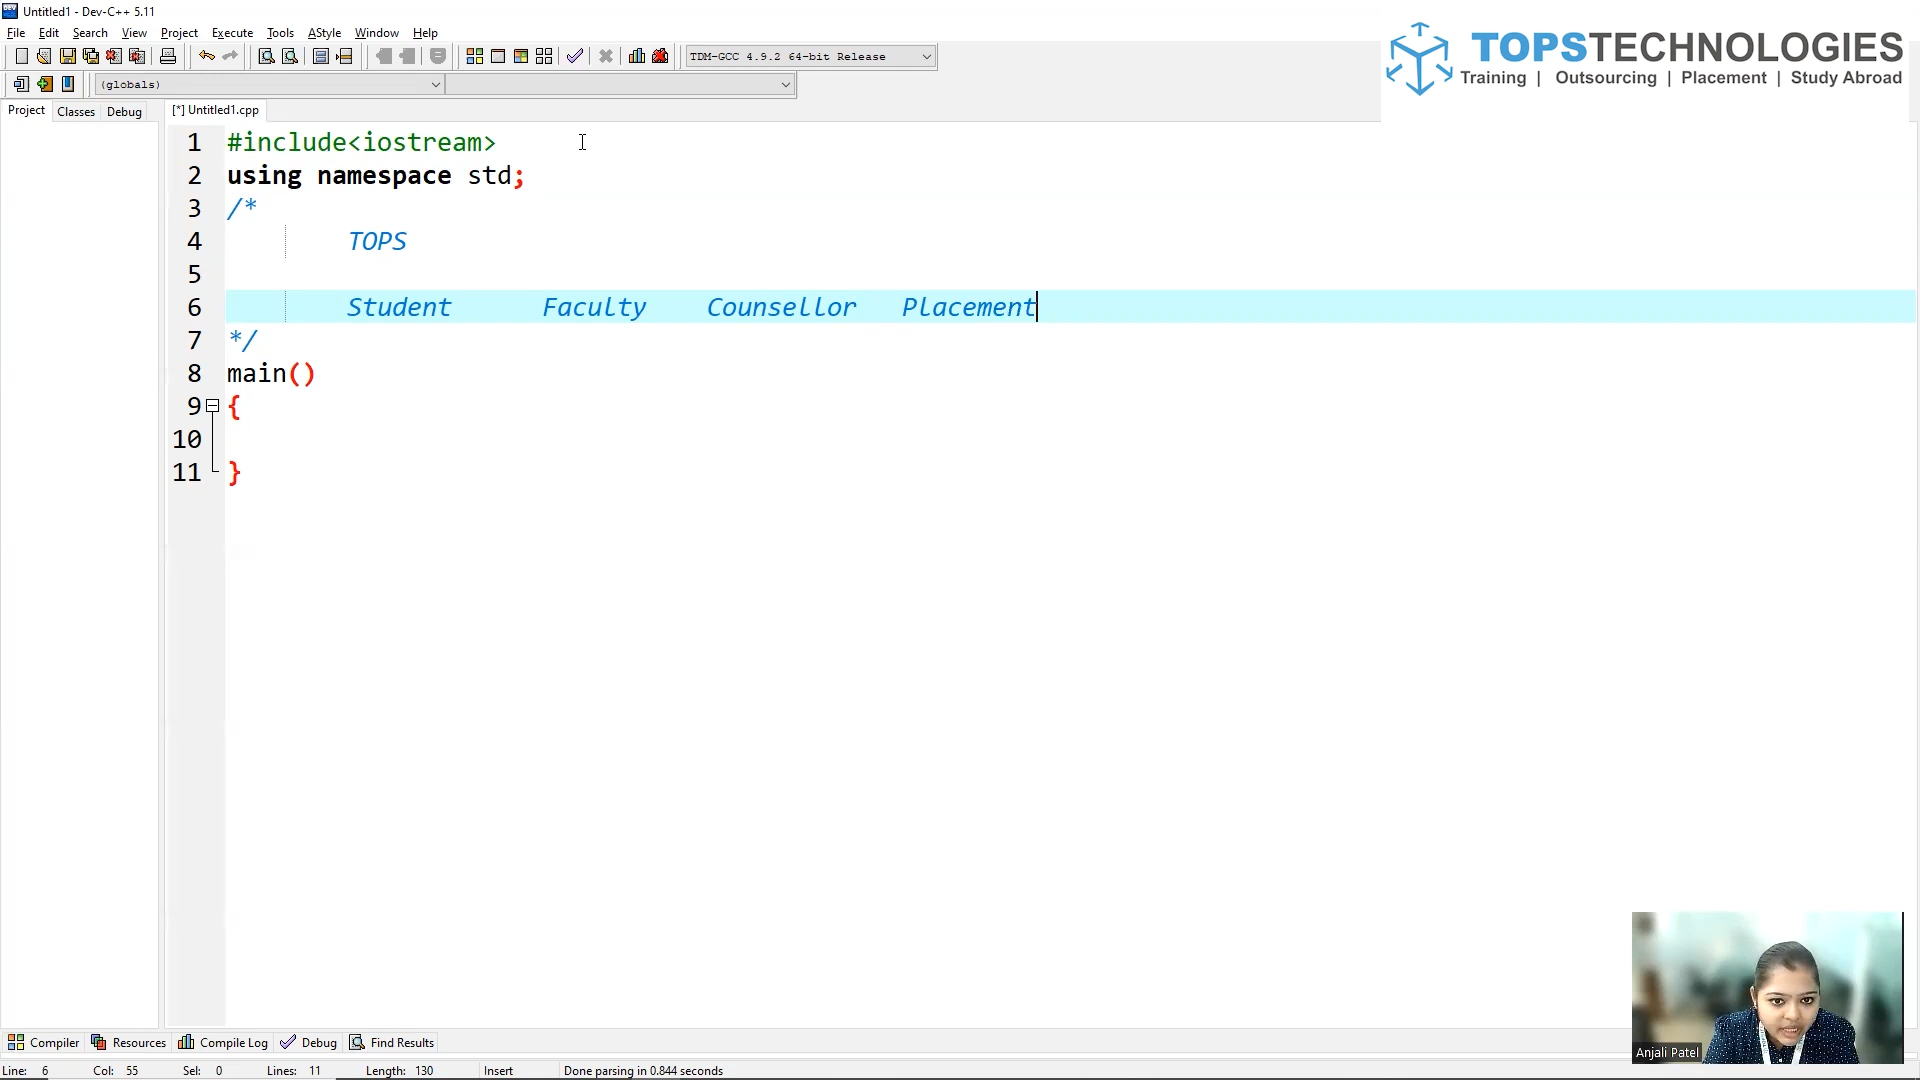 Untitled1 - Dev-C++ 5.11
File Edit Search View Project Execute Tools AStyle Window Help
TDM-GCC 4.9.2 64-bit Release
(globals)
Project Classes Debug [*] Untitled1.cpp
TOPSTECHNOLOGIES
Training | Outsourcing | Placement | Study Abroad
1 #include<iostream>
2 using namespace std;
3 /*
4 TOPS
5
6 Student Faculty Counsellor Placement
7 */
8 main()
9 {
10
11 }
Anjali Patel
Compiler Resources Compile Log Debug Find Results
Line: 6 Col: 55 Sel: 0 Lines: 11 Length: 130 Insert Done parsing in 0.844 seconds